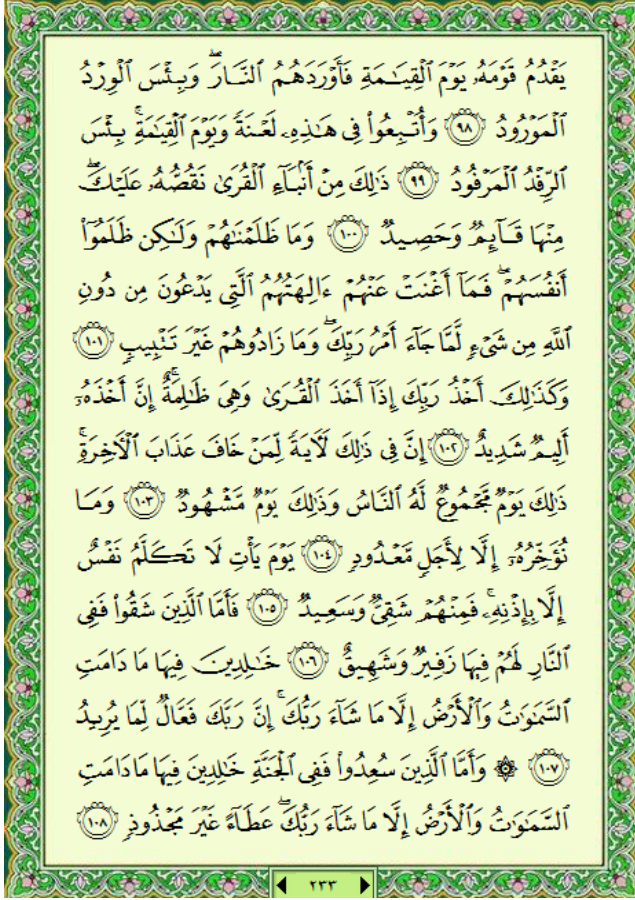 يَقْدُمُ قَوْمَهُۥ يَوْمَ ٱلْقِيَـٰمَةِ فَأَوْرَدَهُمُ ٱلنَّارَ ۖ وَبِئْسَ ٱلْوِرْدُ
ٱلْمَوْرُودُ ﴿٩٨﴾ وَأُتْبِعُوا۟ فِى هَـٰذِهِۦ لَعْنَةً وَيَوْمَ ٱلْقِيَـٰمَةِ ۚ بِئْسَ
ٱلرِّفْدُ ٱلْمَرْفُودُ ﴿٩٩﴾ ذَٰلِكَ مِنْ أَنۢبَآءِ ٱلْقُرَىٰ نَقُصُّهُۥ عَلَيْكَ ۖ
مِنْهَا قَآئِمٌ وَحَصِيدٌ ﴿١٠٠﴾ وَمَا ظَلَمْنَـٰهُمْ وَلَـٰكِن ظَلَمُوٓا۟
أَنفُسَهُمْ ۖ فَمَآ أَغْنَتْ عَنْهُمْ ءَالِهَتُهُمُ ٱلَّتِى يَدْعُونَ مِن دُونِ
ٱللَّهِ مِن شَىْءٍ لَّمَّا جَآءَ أَمْرُ رَبِّكَ ۖ وَمَا زَادُوهُمْ غَيْرَ تَتْبِيبٍ ﴿١٠١﴾
وَكَذَٰلِكَ أَخْذُ رَبِّكَ إِذَآ أَخَذَ ٱلْقُرَىٰ وَهِىَ ظَـٰلِمَةٌ ۚ إِنَّ أَخْذَهُۥٓ
أَلِيمٌ شَدِيدٌ ﴿١٠٢﴾ إِنَّ فِى ذَٰلِكَ لَـَٔايَةً لِّمَنْ خَافَ عَذَابَ ٱلْـَٔاخِرَةِ ۚ
ذَٰلِكَ يَوْمٌ مَّجْمُوعٌ لَّهُ ٱلنَّاسُ وَذَٰلِكَ يَوْمٌ مَّشْهُودٌ ﴿١٠٣﴾ وَمَا
نُؤَخِّرُهُۥٓ إِلَّا لِأَجَلٍ مَّعْدُودٍ ﴿١٠٤﴾ يَوْمَ يَأْتِ لَا تَكَلَّمُ نَفْسٌ
إِلَّا بِإِذْنِهِۦ ۚ فَمِنْهُمْ شَقِىٌّ وَسَعِيدٌ ﴿١٠٥﴾ فَأَمَّا ٱلَّذِينَ شَقُوا۟ فَفِى
ٱلنَّارِ لَهُمْ فِيهَا زَفِيرٌ وَشَهِيقٌ ﴿١٠٦﴾ خَـٰلِدِينَ فِيهَا مَا دَامَتِ
ٱلسَّمَـٰوَٰتُ وَٱلْأَرْضُ إِلَّا مَا شَآءَ رَبُّكَ ۚ إِنَّ رَبَّكَ فَعَّالٌ لِّمَا يُرِيدُ
﴿١٠٧﴾ ۞ وَأَمَّا ٱلَّذِينَ سُعِدُوا۟ فَفِى ٱلْجَنَّةِ خَـٰلِدِينَ فِيهَا مَا دَامَتِ
ٱلسَّمَـٰوَٰتُ وَٱلْأَرْضُ إِلَّا مَا شَآءَ رَبُّكَ ۖ عَطَآءً غَيْرَ مَجْذُوذٍ ﴿١٠٨﴾
٢٣٣